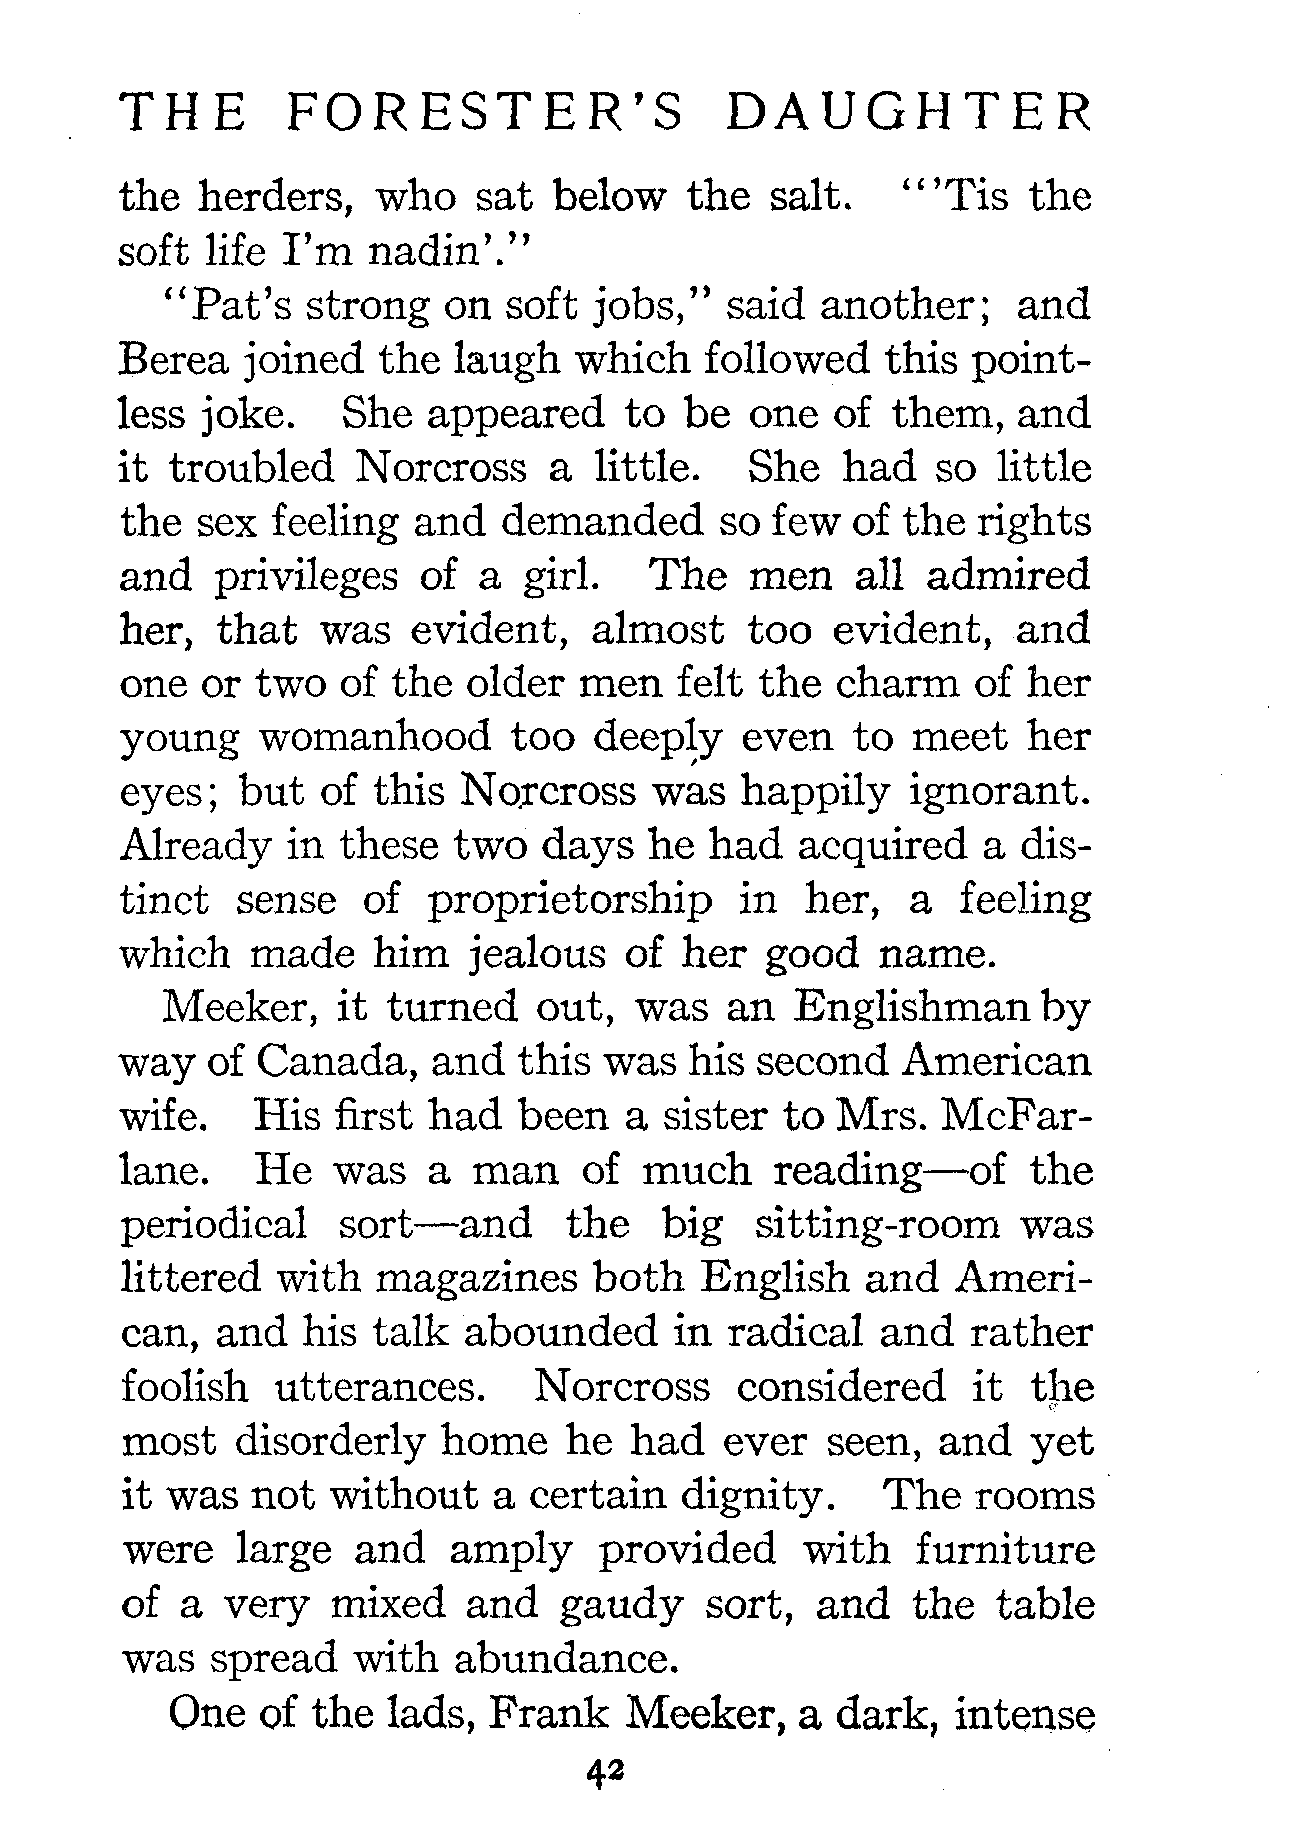 THE FORESTER'S DAUGHTER
the herders, who sat below the salt. “’Tis the
soft life I’m nadin’.”
“Pat’s strong on soft jobs,” said another; and
Berea joined the laugh which followed this point-
less joke. She appeared to be one of them, and
it troubled Norcross a little. She had so little
the sex feeling and demanded so few of the rights
and privileges of a girl. The men all admired
her, that was evident, almost too evident, and
one or two of the older men felt the charm of her
young womanhood too deeply even to meet her
eyes; but of this Norcross was happily ignorant.
Already in these two days he had acquired a dis-
tinct sense of proprietorship in her, a feeling
which made him jealous of her good name.
Meeker, it turned out, was an Englishman by
way of Canada, and this was his second American
wife. His first had been a sister to Mrs. McFar-
lane. He was a man of much reading—of the
periodical sort—and the big sitting-room was
littered with magazines both English and Ameri-
can, and his talk abounded in radical and rather
foolish utterances. Norcross considered it the
most disorderly home he had ever seen, and yet
it was not without a certain dignity. The rooms
were large and amply provided with furniture
of a very mixed and gaudy sort, and the table
was spread with abundance.
One of the lads, Frank Meeker, a dark, intense
42